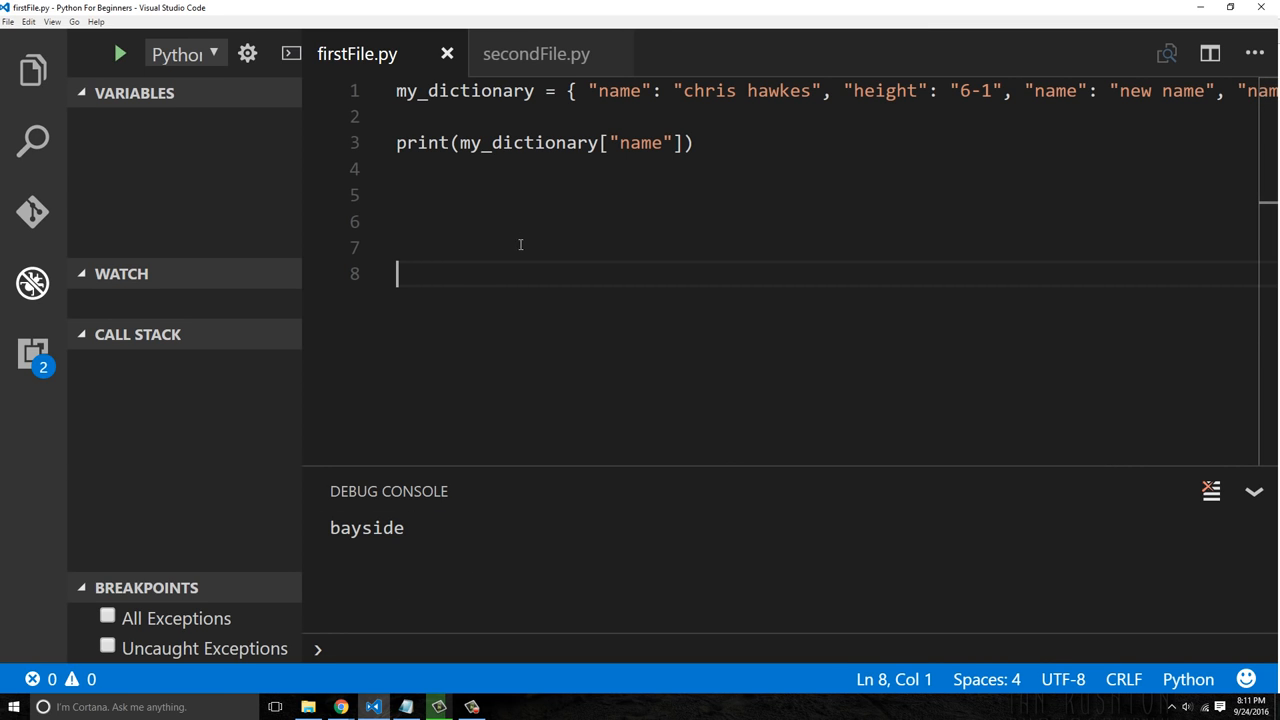 firstFile.py - Python For Beginners - Visual Studio Code
File Edit View Go Help
Pythor
firstFile.py
secondFile.py
VARIABLES
WATCH
CALL STACK
BREAKPOINTS
All Exceptions
Uncaught Exceptions
2
1 my_dictionary = { "name": "chris hawkes", "height": "6-1", "name": "new name", "nam
2
3 print(my_dictionary["name"])
4
5
6
7
8
DEBUG CONSOLE
bayside
0 0
Ln 8, Col 1 Spaces: 4 UTF-8 CRLF Python
I'm Cortana. Ask me anything.
8:11 PM
9/24/2016